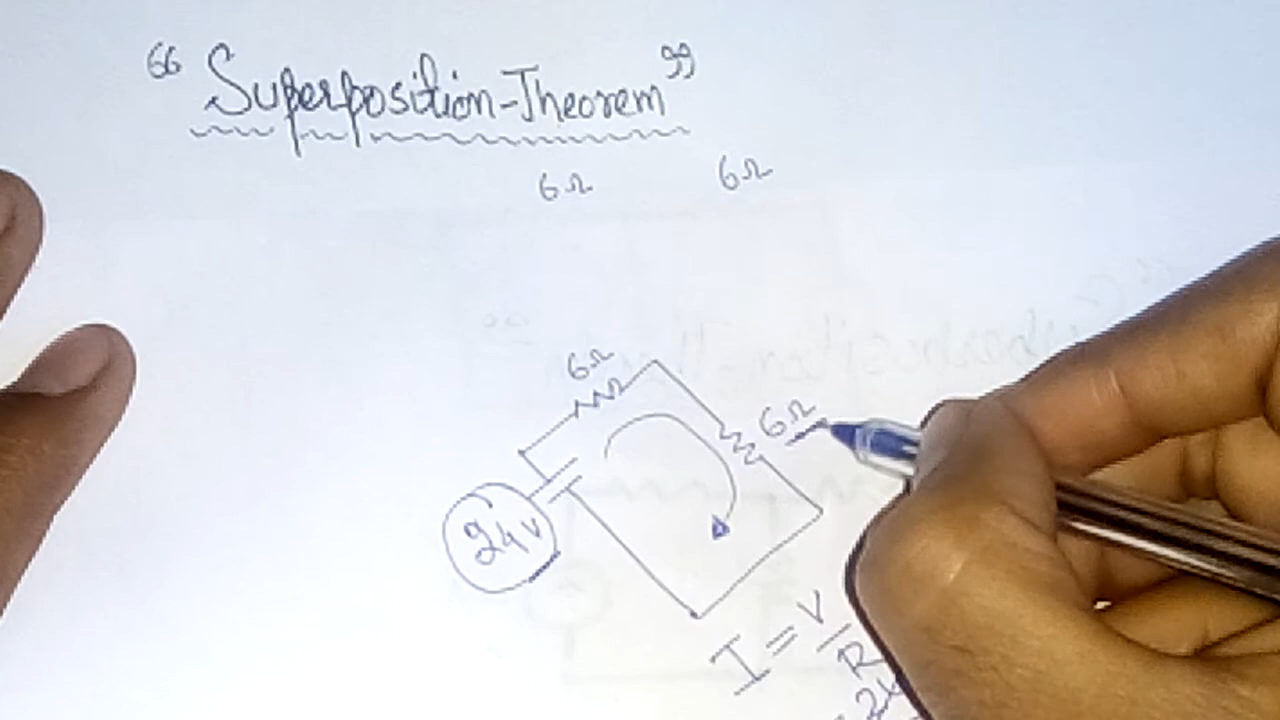 “Superposition-Theorem”
6Ω 6Ω
6Ω
6Ω
24V
I = V/R